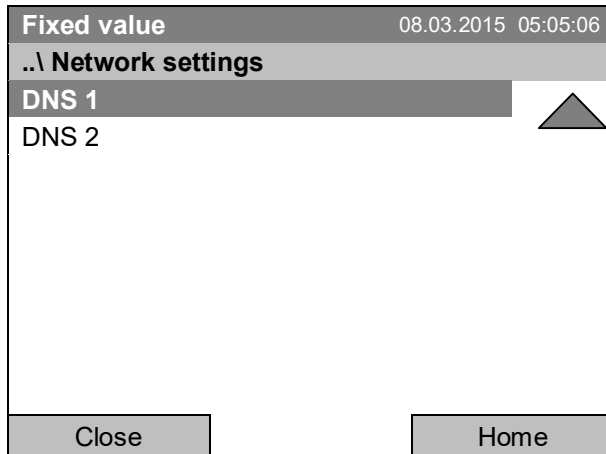 Fixed value 08.03.2015 05:05:06
..\ Network settings
DNS 1
DNS 2
Close Home